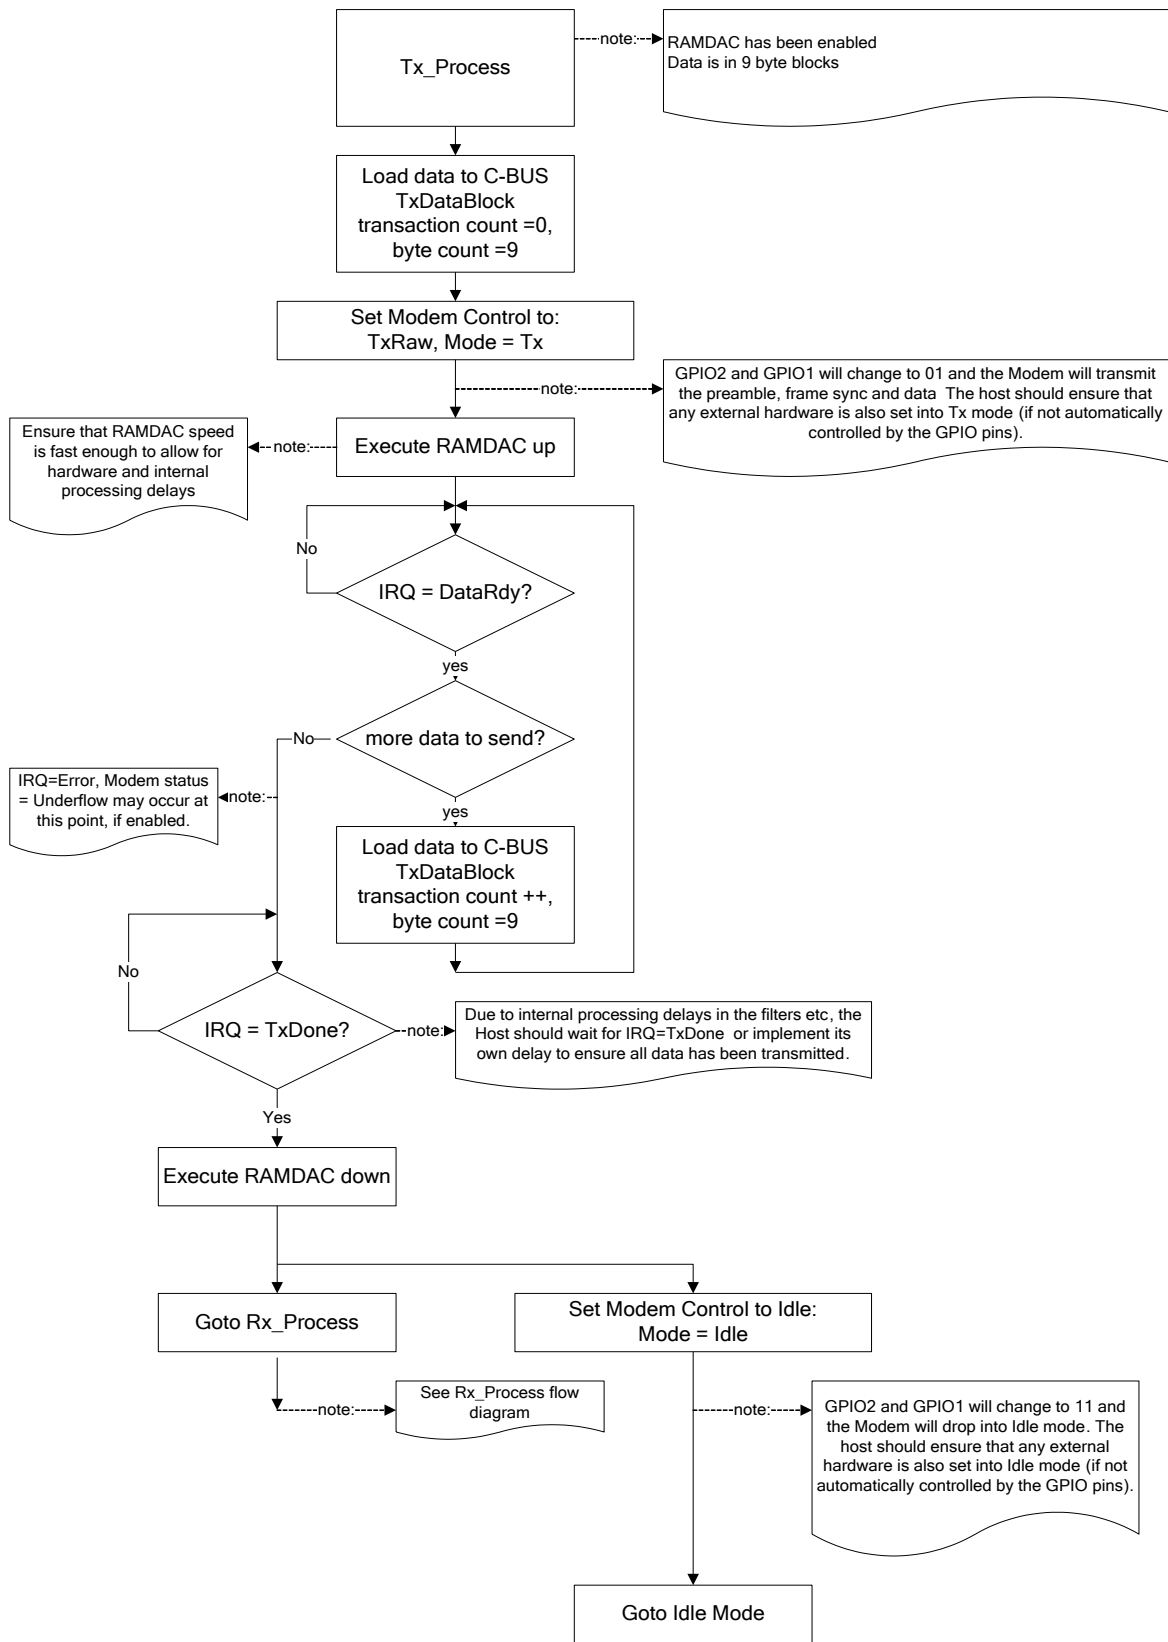 Tx_Process
note:
RAMDAC has been enabled
Data is in 9 byte blocks
Load data to C-BUS
TxDataBlock
transaction count =0,
byte count =9
Set Modem Control to:
TxRaw, Mode = Tx
note:
GPIO2 and GPIO1 will change to 01 and the Modem will transmit
the preamble, frame sync and data  The host should ensure that
any external hardware is also set into Tx mode (if not automatically
controlled by the GPIO pins).
Execute RAMDAC up
note:
Ensure that RAMDAC speed
is fast enough to allow for
hardware and internal
processing delays
No
IRQ = DataRdy?
yes
more data to send?
No
note:
IRQ=Error, Modem status
= Underflow may occur at
this point, if enabled.
yes
Load data to C-BUS
TxDataBlock
transaction count ++,
byte count =9
No
IRQ = TxDone?
note:
Due to internal processing delays in the filters etc, the
Host should wait for IRQ=TxDone  or implement its
own delay to ensure all data has been transmitted.
Yes
Execute RAMDAC down
Goto Rx_Process
Set Modem Control to Idle:
Mode = Idle
note:
See Rx_Process flow
diagram
note:
GPIO2 and GPIO1 will change to 11 and
the Modem will drop into Idle mode. The
host should ensure that any external
hardware is also set into Idle mode (if not
automatically controlled by the GPIO pins).
Goto Idle Mode